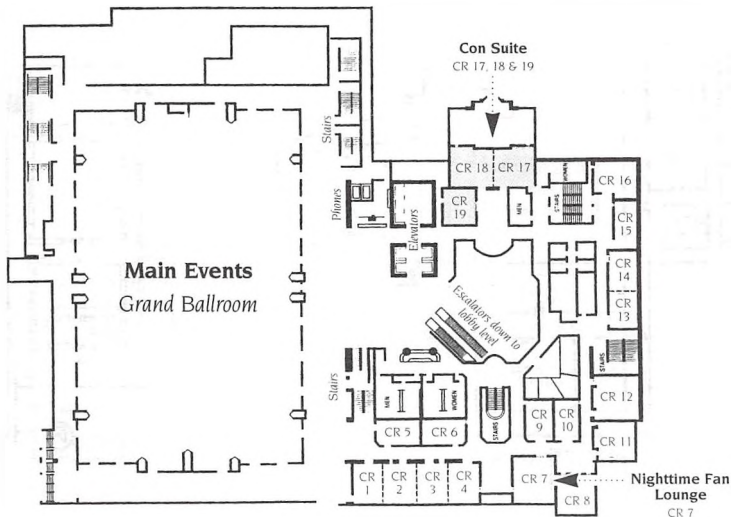 Con Suite
CR 17, 18 & 19
Stairs
Main Events
Grand Ballroom
Phones
Elevators
CR 18
CR 17
CR
19
MEN
WOMEN
STAIRS
CR 16
CR
15
CR
14
CR
13
Escalators down to
lobby level
STAIRS
Stairs
MEN
WOMEN
STAIRS
CR 12
CR 5
CR 6
CR
9
CR
10
CR 11
CR
1
CR
2
CR
3
CR
4
CR 7
CR 8
Nighttime Fan
Lounge
CR 7